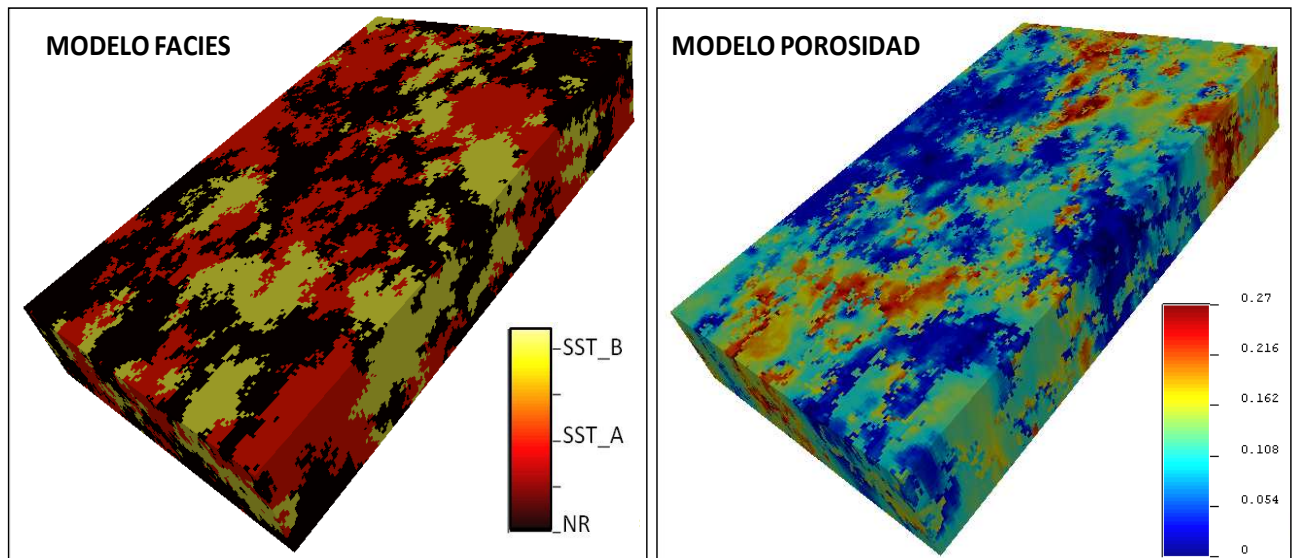 MODELO FACIES
SST_B
SST_A
NR
MODELO POROSIDAD
0.27
0.216
0.162
0.108
0.054
0